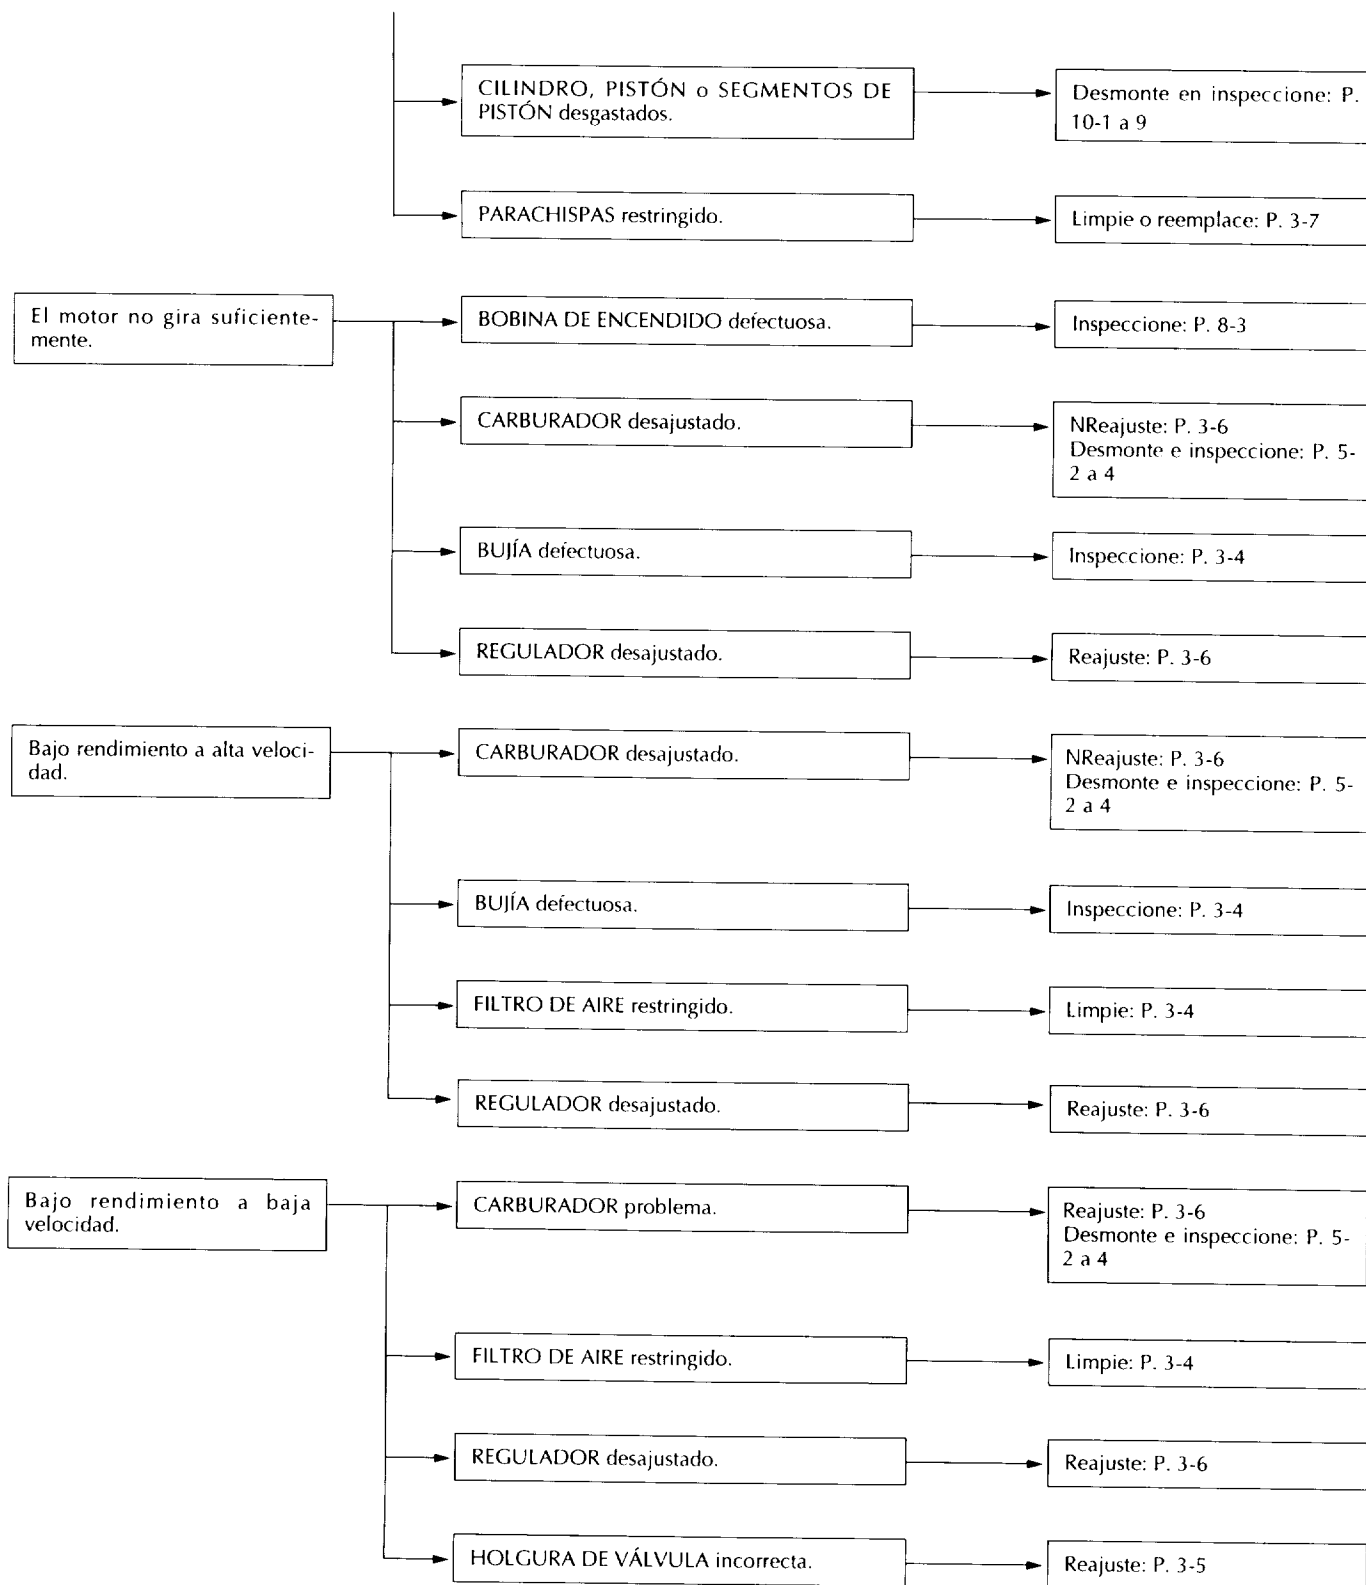 CILINDRO, PISTÓN o SEGMENTOS DE
PISTÓN desgastados.
Desmonte en inspeccione: P.
10-1 a 9
PARACHISPAS restringido.
Limpie o reemplace: P. 3-7
El motor no gira suficiente-
mente.
BOBINA DE ENCENDIDO defectuosa.
Inspeccione: P. 8-3
CARBURADOR desajustado.
NReajuste: P. 3-6
Desmonte e inspeccione: P. 5-
2 a 4
BUJÍA defectuosa.
Inspeccione: P. 3-4
REGULADOR desajustado.
Reajuste: P. 3-6
Bajo rendimiento a alta veloci-
dad.
CARBURADOR desajustado.
NReajuste: P. 3-6
Desmonte e inspeccione: P. 5-
2 a 4
BUJÍA defectuosa.
Inspeccione: P. 3-4
FILTRO DE AIRE restringido.
Limpie: P. 3-4
REGULADOR desajustado.
Reajuste: P. 3-6
Bajo rendimiento a baja
velocidad.
CARBURADOR problema.
Reajuste: P. 3-6
Desmonte e inspeccione: P. 5-
2 a 4
FILTRO DE AIRE restringido.
Limpie: P. 3-4
REGULADOR desajustado.
Reajuste: P. 3-6
HOLGURA DE VÁLVULA incorrecta.
Reajuste: P. 3-5